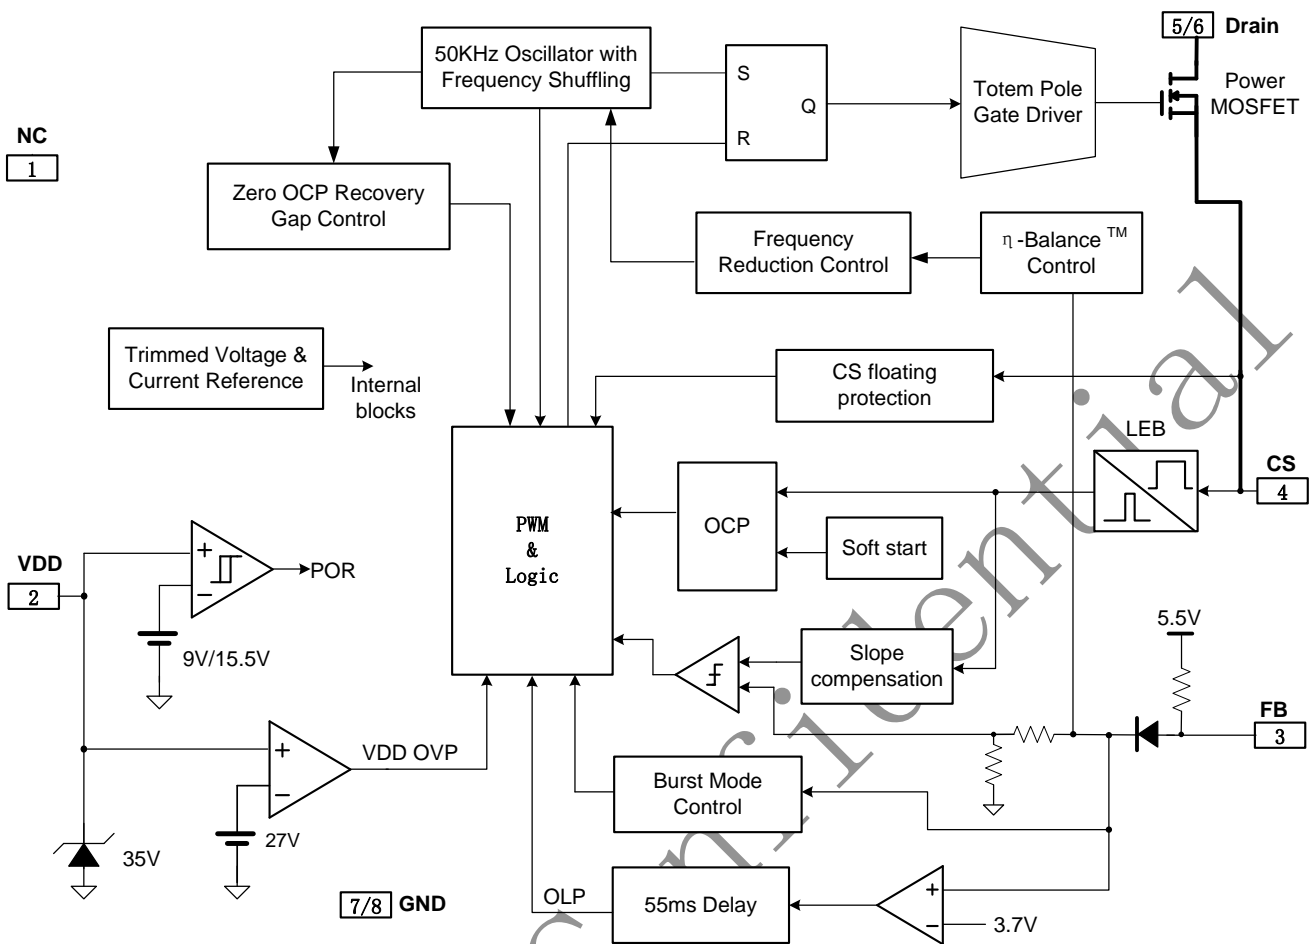 5/6 Drain
50KHz Oscillator with
Frequency Shuffling
S
Q
R
Totem Pole
Gate Driver
Power
MOSFET
NC
1
Zero OCP Recovery
Gap Control
Frequency
Reduction Control
η-Balance™
Control
Trimmed Voltage &
Current Reference
Internal
blocks
CS floating
protection
LEB
CS
4
PWM
&
Logic
OCP
Soft start
VDD
2
+
−
POR
9V/15.5V
Slope
compensation
5.5V
FB
3
+
−
VDD OVP
27V
35V
Burst Mode
Control
7/8 GND
OLP
55ms Delay
+
−
3.7V